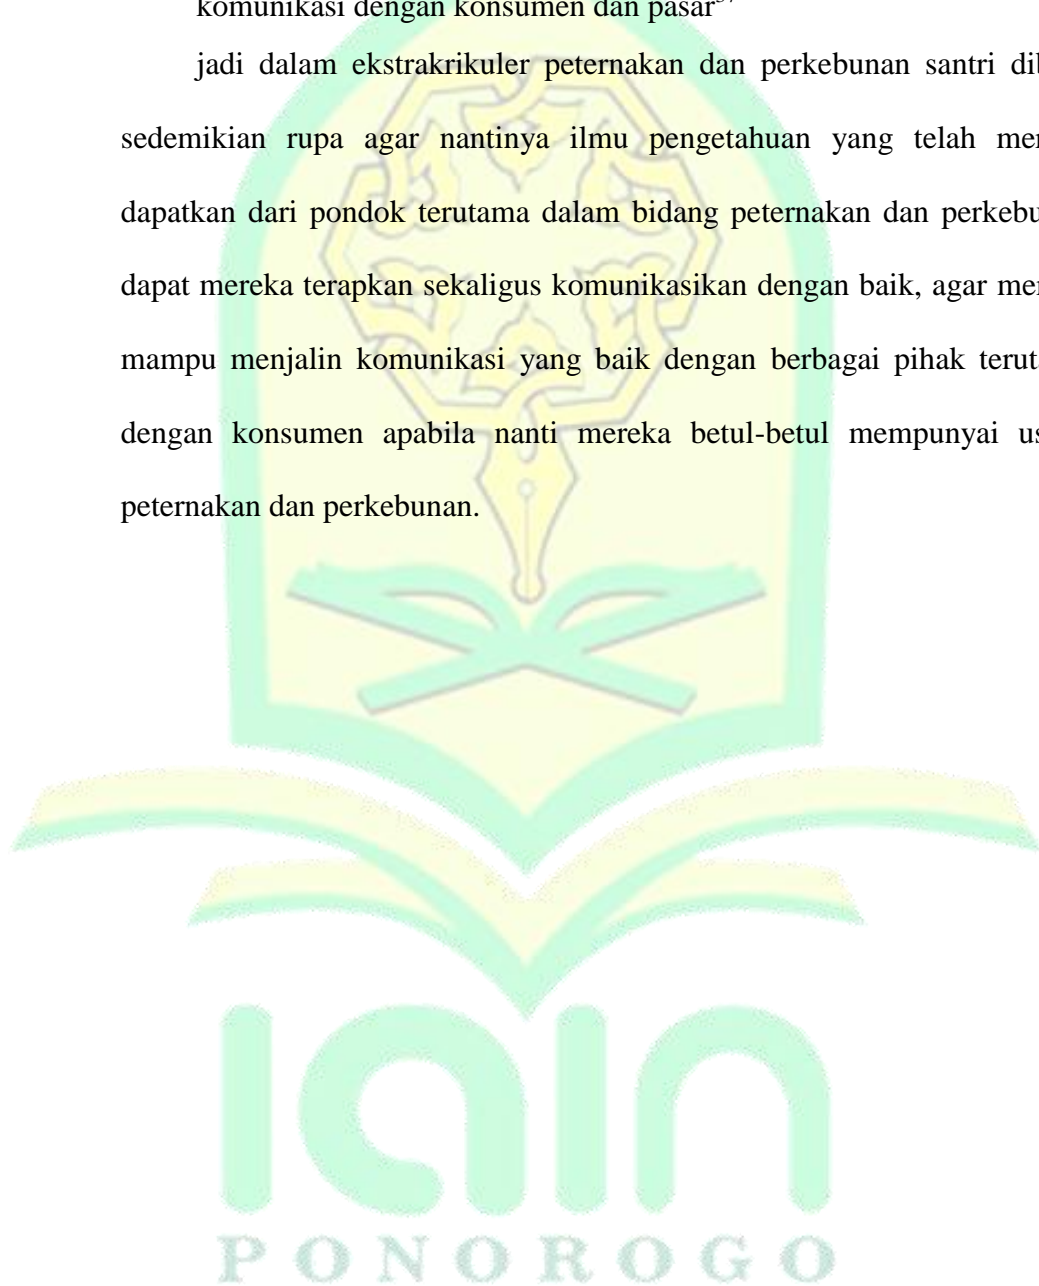 komunikasi dengan konsumen dan pasar
jadi dalam ekstrakrikuler peternakan dan perkebunan santri
sedemikian rupa agar nantinya ilmu pengetahuan yang telah
dapatkan dari pondok terutama dalam bidang peternakan dan
dapat mereka terapkan sekaligus komunikasikan dengan baik, agar
mampu menjalin komunikasi yang baik dengan berbagai pihak
dengan konsumen apabila nanti mereka betul-betul mempunyai
peternakan dan perkebunan.
iain
PONOROGO